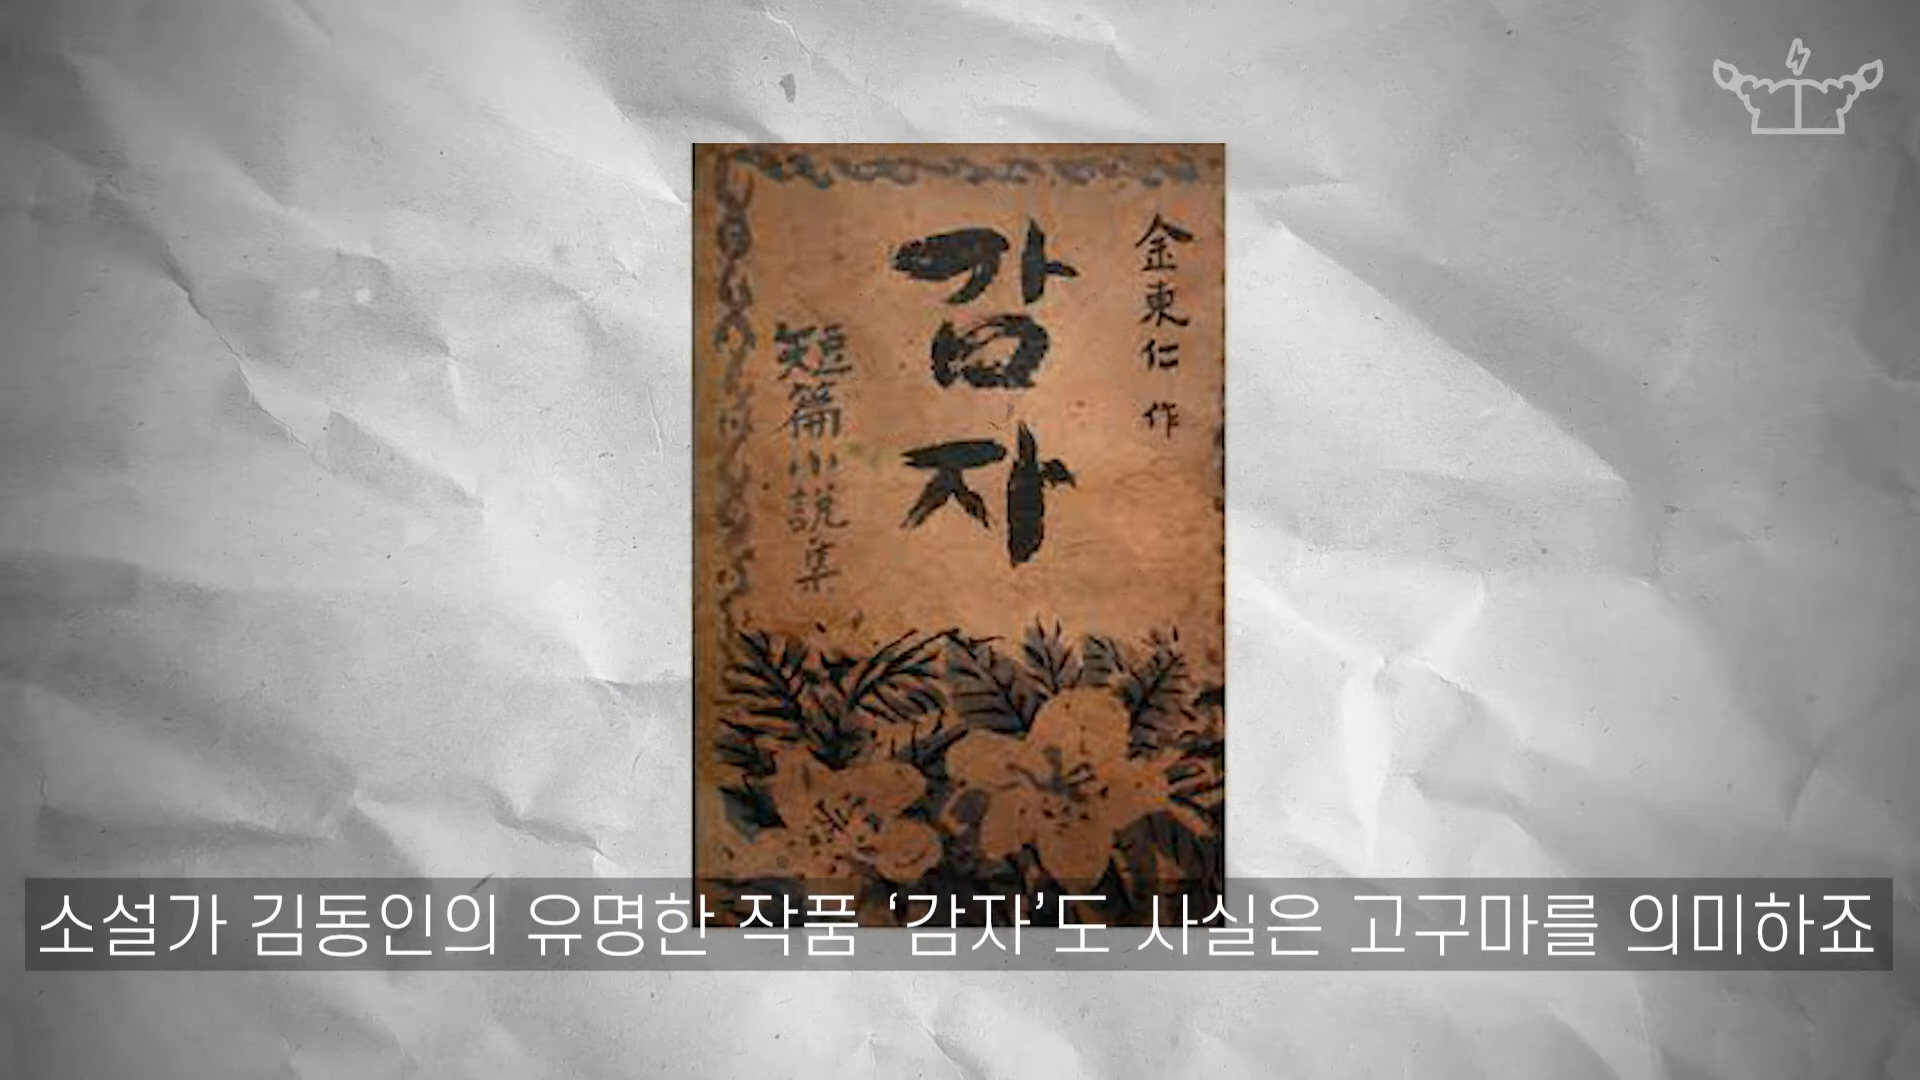 金東仁 作
감자
短篇小說集
소설가 김동인의 유명한 작품 ‘감자’도 사실은 고구마를 의미하죠